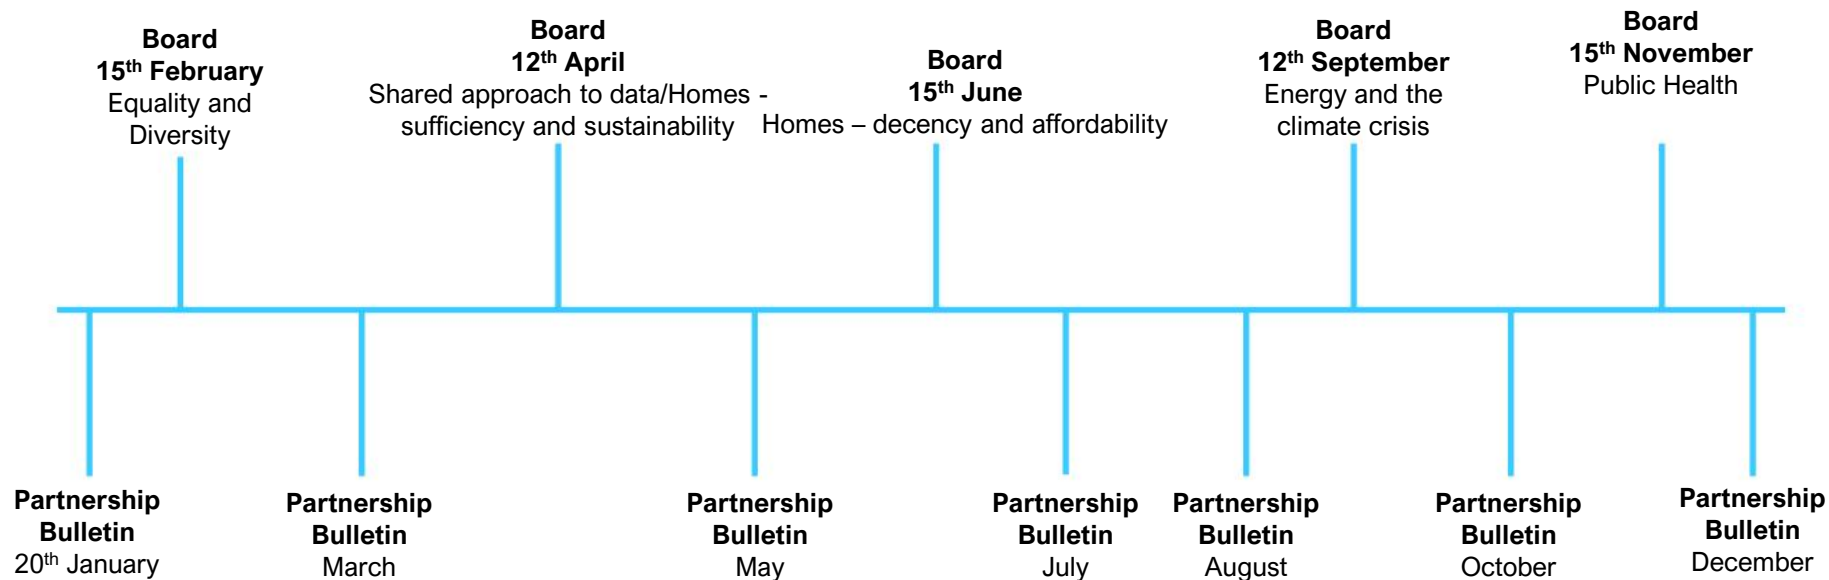 Board
15th February
Equality and
Diversity
Board
12th April
Shared approach to data/Homes -
sufficiency and sustainability
Board
15th June
Homes – decency and affordability
Board
12th September
Energy and the
climate crisis
Board
15th November
Public Health
Partnership
Bulletin
20th January
Partnership
Bulletin
March
Partnership
Bulletin
May
Partnership
Bulletin
July
Partnership
Bulletin
August
Partnership
Bulletin
October
Partnership
Bulletin
December